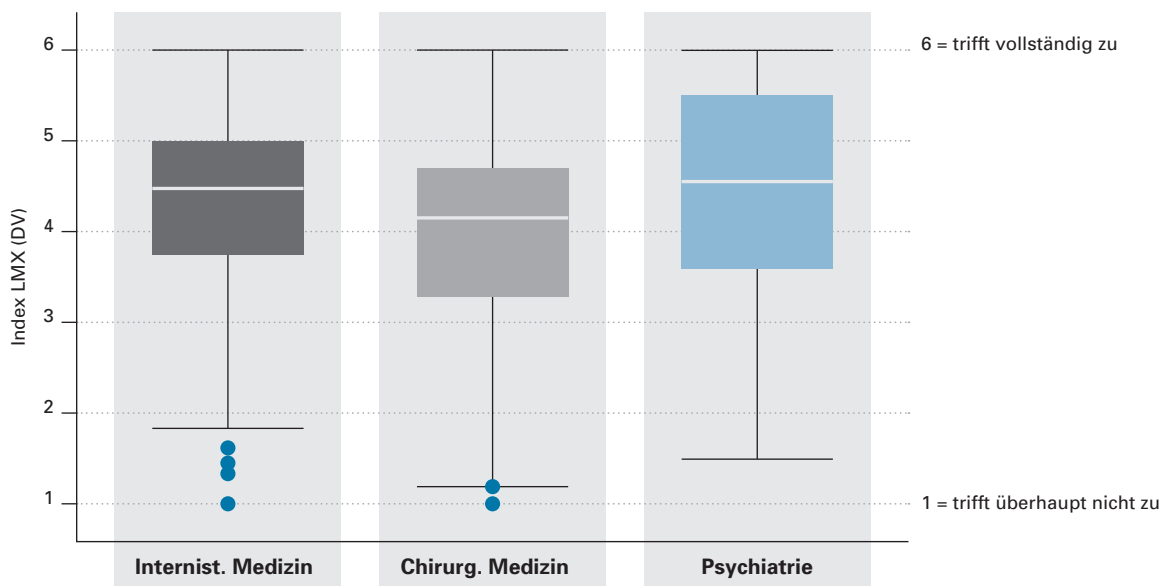 6
5
4
3
2
1
Index LMX (DV)
6 = trifft vollständig zu
1 = trifft überhaupt nicht zu
Internist. Medizin
Chirurg. Medizin
Psychiatrie